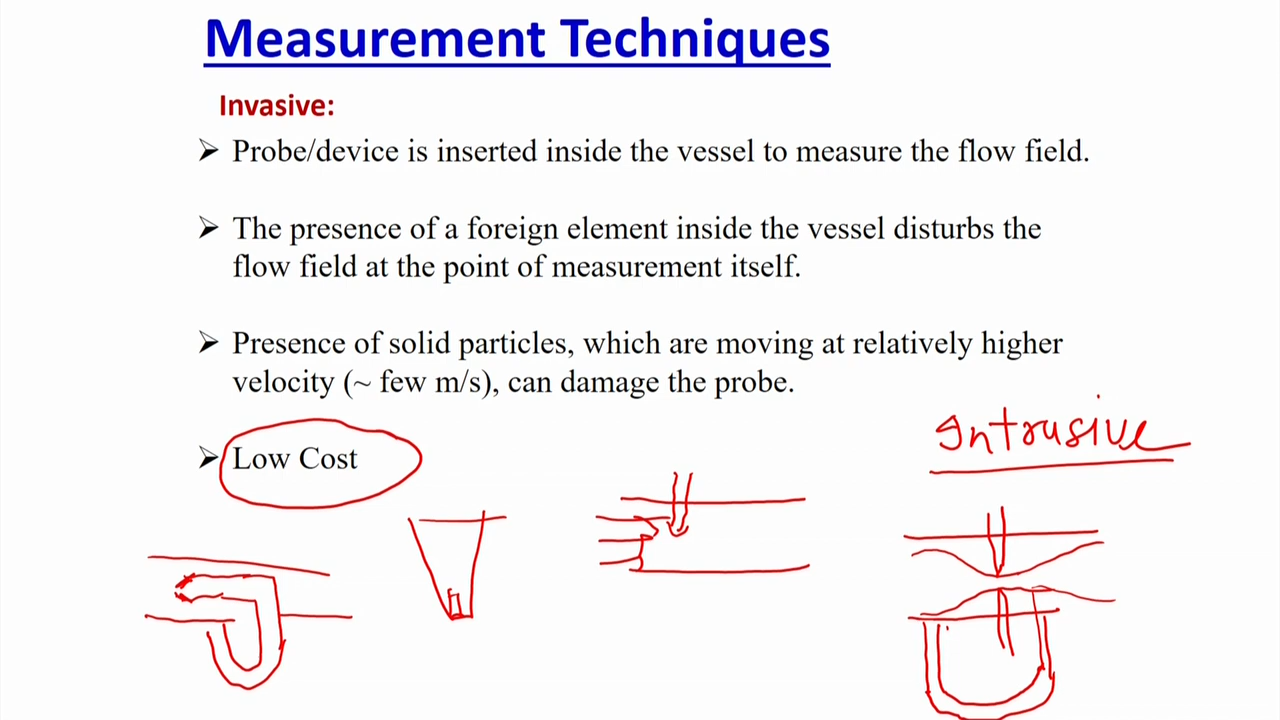 Measurement Techniques
Invasive:
➢ Probe/device is inserted inside the vessel to measure the flow field.
➢ The presence of a foreign element inside the vessel disturbs the
flow field at the point of measurement itself.
➢ Presence of solid particles, which are moving at relatively higher
velocity (~ few m/s), can damage the probe.
➢ Low Cost
Intrusive